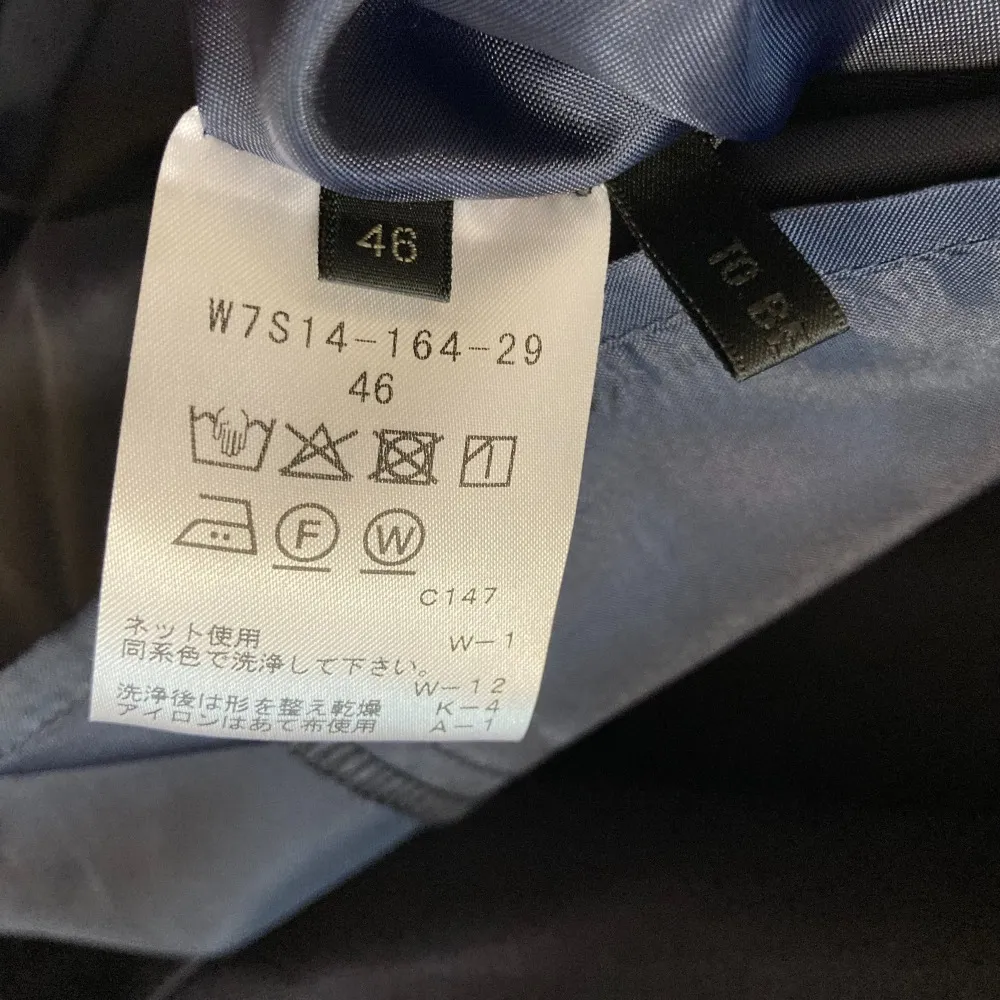 46
TO B
W7S14-164-29
46
F W
C147
ネット使用 W-1
同系色で洗浄して下さい。
W-12
洗浄後は形を整え乾燥 K-4
アイロンはあて布使用 A-1